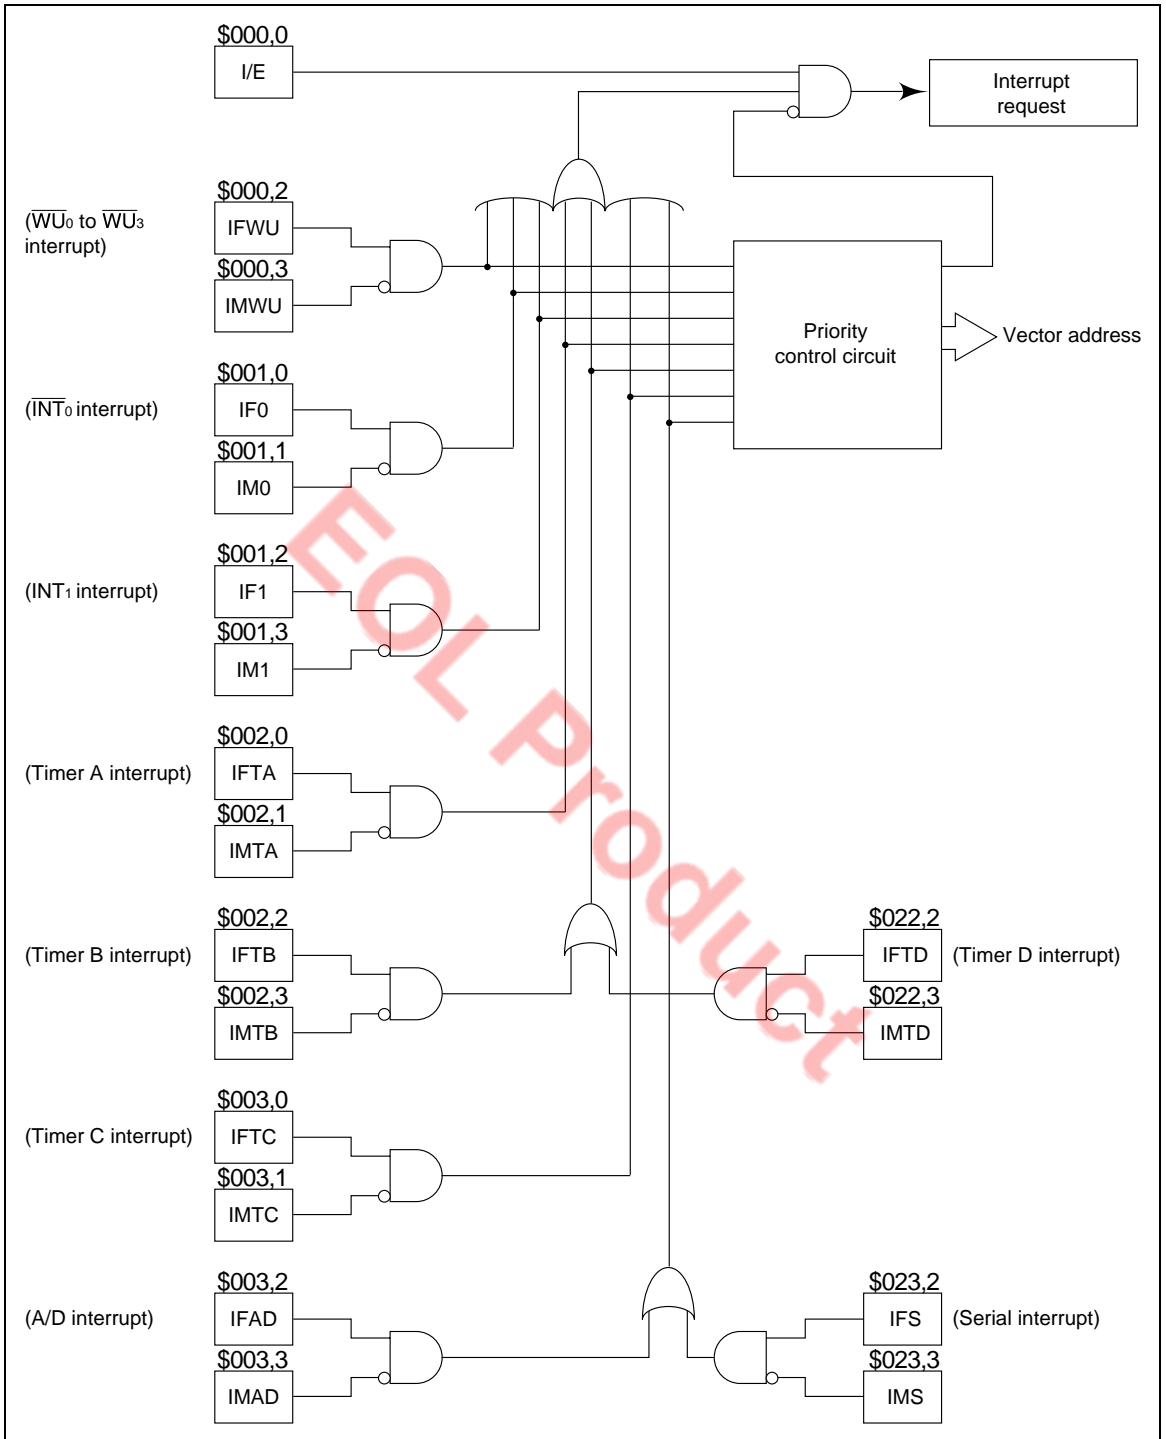 $000,0
I/E
Interrupt
request
$000,2
(WU0 to WU3
interrupt)
IFWU
$000,3
IMWU
Priority
control circuit
Vector address
$001,0
(INT0 interrupt)
IF0
$001,1
IM0
$001,2
(INT1 interrupt)
IF1
$001,3
IM1
$002,0
(Timer A interrupt)
IFTA
$002,1
IMTA
$002,2
(Timer B interrupt)
IFTB
$002,3
IMTB
$022,2
IFTD
(Timer D interrupt)
$022,3
IMTD
$003,0
(Timer C interrupt)
IFTC
$003,1
IMTC
$003,2
(A/D interrupt)
IFAD
$003,3
IMAD
$023,2
IFS
(Serial interrupt)
$023,3
IMS
EOL Product